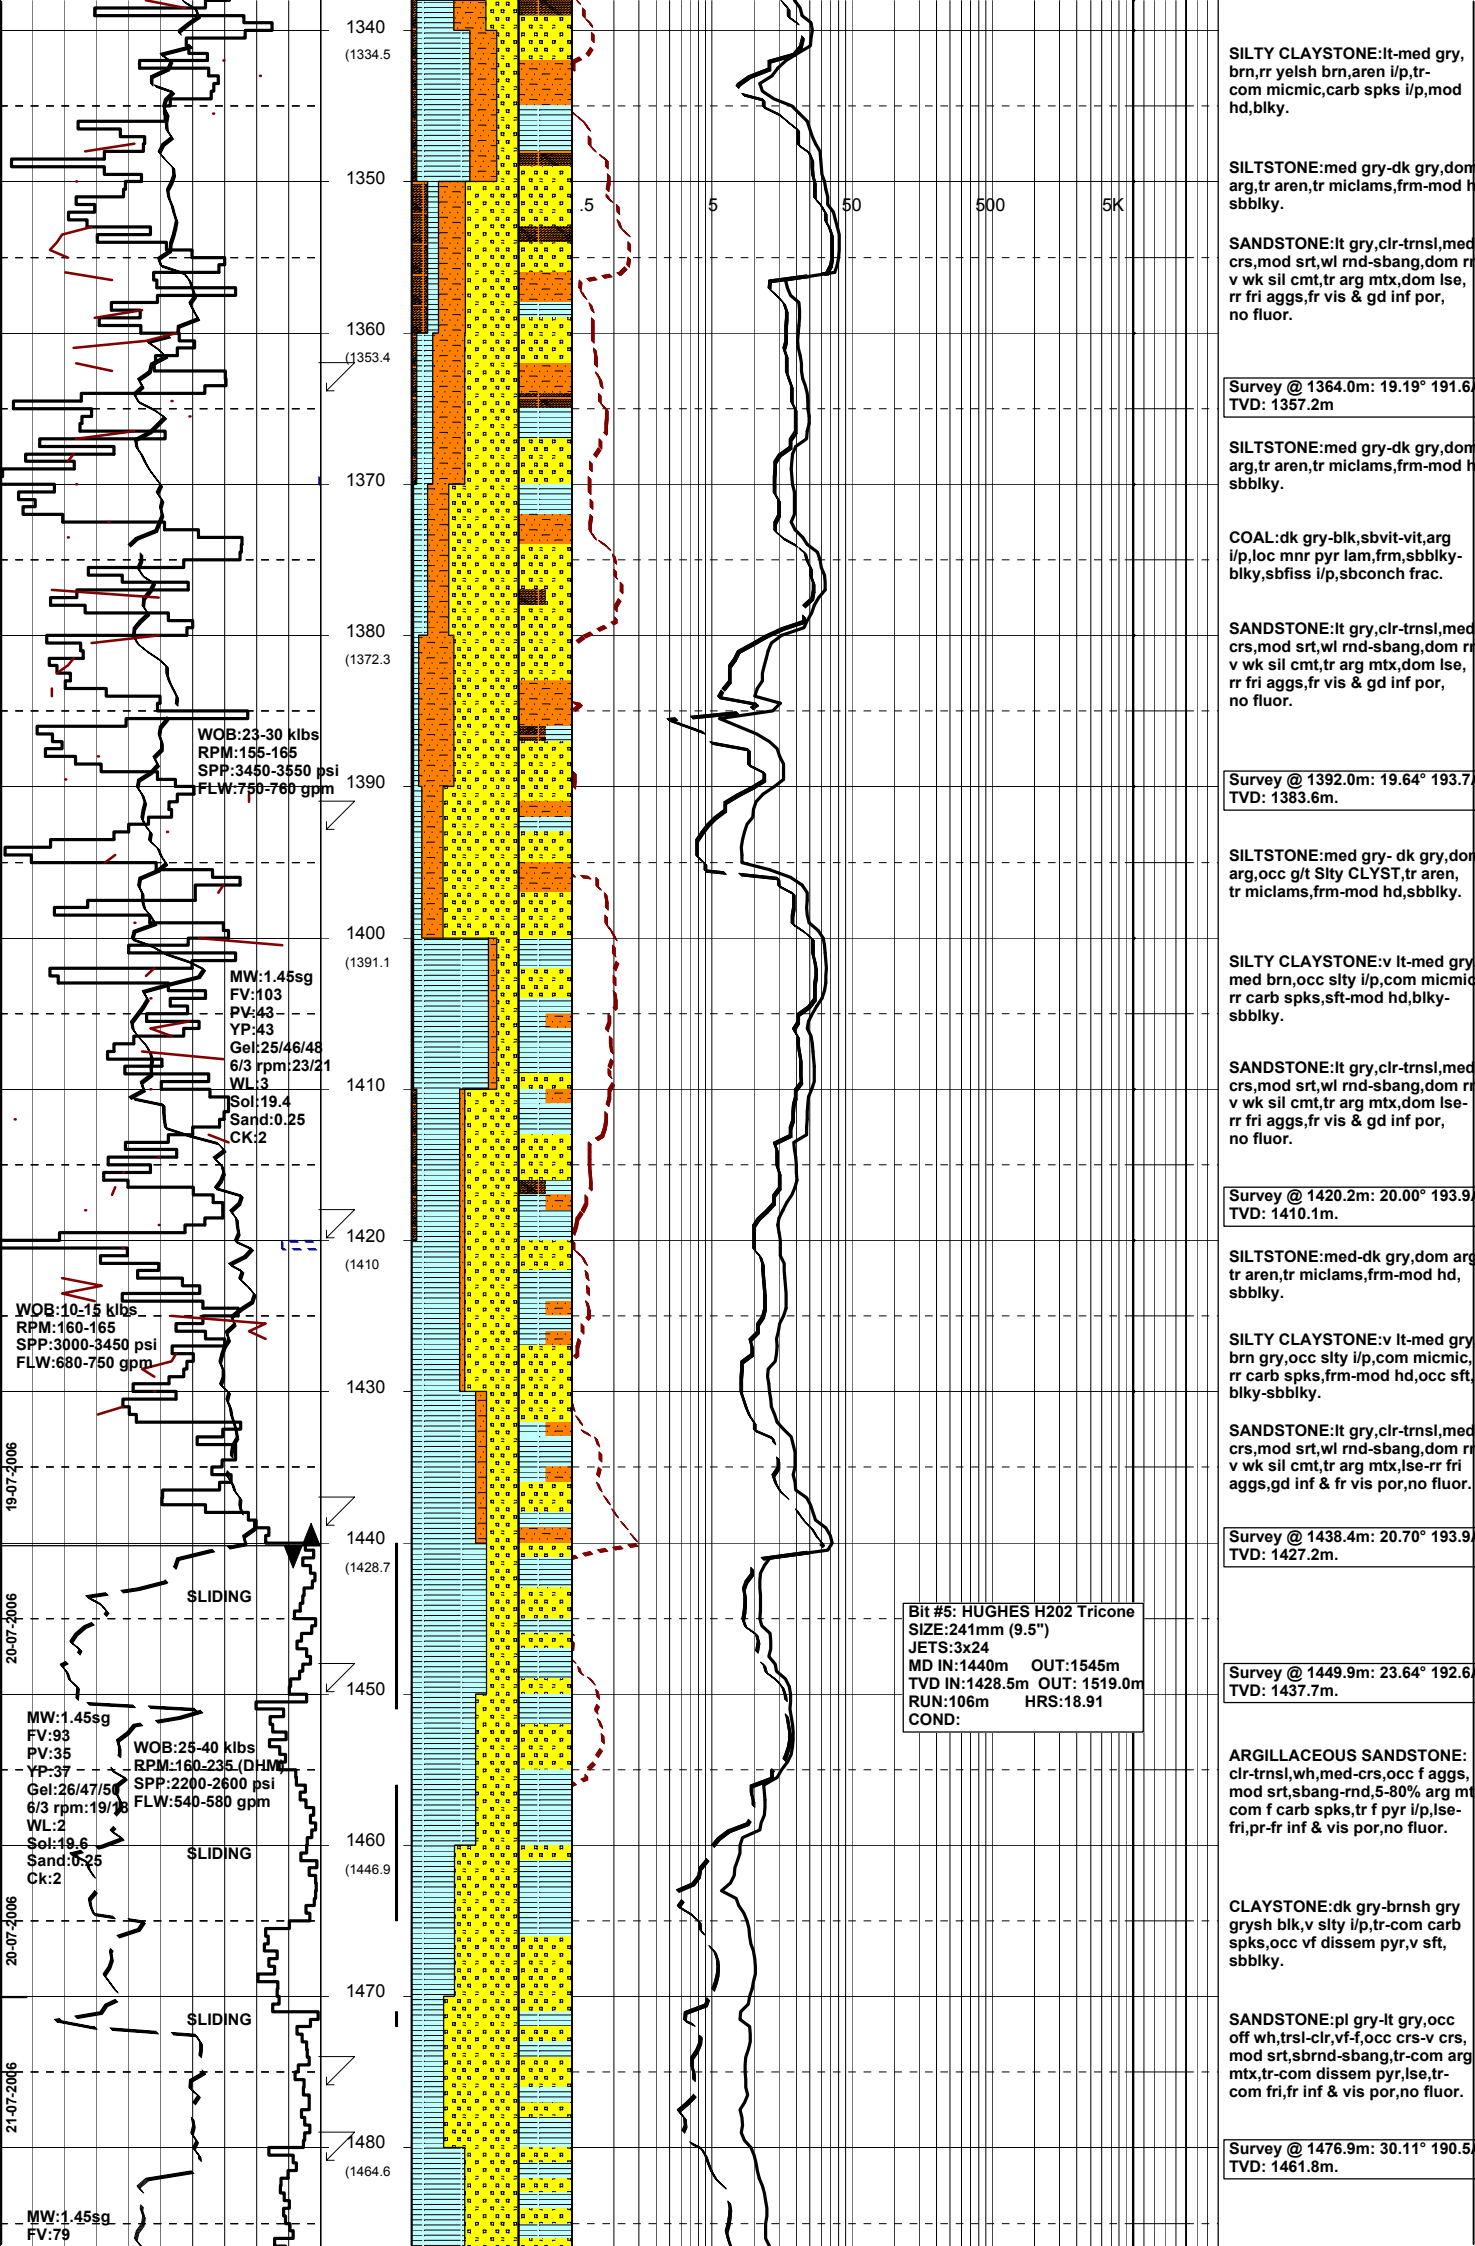 1340
(1334.5
1350
.5
5
50
500
5K
1360
(1353.4
1370
1380
(1372.3
1390
1400
(1391.1
1410
1420
(1410
1430
1440
(1428.7
1450
1460
(1446.9
1470
1480
(1464.6
WOB:23-30 klbs
RPM:155-165
SPP:3450-3550 psi
FLW:750-760 gpm
MW:1.45sg
FV:103
PV:43
YP:43
Gel:25/46/48
6/3 rpm:23/21
WL:3
Sol:19.4
Sand:0.25
CK:2
WOB:10-15 klbs
RPM:160-165
SPP:3000-3450 psi
FLW:680-750 gpm
19-07-2006
20-07-2006
SLIDING
MW:1.45sg
FV:93
PV:35
YP:37
Gel:26/47/50
6/3 rpm:19/18
WL:2
Sol:19.6
Sand:0.25
Ck:2
WOB:25-40 klbs
RPM:160-235 (DHM)
SPP:2200-2600 psi
FLW:540-580 gpm
SLIDING
20-07-2006
SLIDING
21-07-2006
MW:1.45sg
FV:79
Bit #5: HUGHES H202 Tricone
SIZE:241mm (9.5")
JETS:3x24
MD IN:1440m OUT:1545m
TVD IN:1428.5m OUT: 1519.0m
RUN:106m HRS:18.91
COND:
SILTY CLAYSTONE:lt-med gry,
brn,rr yelsh brn,aren i/p,tr-
com micmic,carb spks i/p,mod
hd,blky.
SILTSTONE:med gry-dk gry,dom
arg,tr aren,tr miclams,frm-mod h
sbblky.
SANDSTONE:lt gry,clr-trnsl,med
crs,mod srt,wl rnd-sbang,dom rr
v wk sil cmt,tr arg mtx,dom lse,
rr fri aggs,fr vis & gd inf por,
no fluor.
Survey @ 1364.0m: 19.19° 191.6
TVD: 1357.2m
SILTSTONE:med gry-dk gry,dom
arg,tr aren,tr miclams,frm-mod h
sbblky.
COAL:dk gry-blk,sbvit-vit,arg
i/p,loc mnr pyr lam,frm,sbblky-
blky,sbfiss i/p,sbconch frac.
SANDSTONE:lt gry,clr-trnsl,med
crs,mod srt,wl rnd-sbang,dom rr
v wk sil cmt,tr arg mtx,dom lse,
rr fri aggs,fr vis & gd inf por,
no fluor.
Survey @ 1392.0m: 19.64° 193.7
TVD: 1383.6m.
SILTSTONE:med gry- dk gry,dom
arg,occ g/t Slty CLYST,tr aren,
tr miclams,frm-mod hd,sbblky.
SILTY CLAYSTONE:v lt-med gry
med brn,occ slty i/p,com micmic
rr carb spks,sft-mod hd,blky-
sbblky.
SANDSTONE:lt gry,clr-trnsl,med
crs,mod srt,wl rnd-sbang,dom rr
v wk sil cmt,tr arg mtx,dom lse-
rr fri aggs,fr vis & gd inf por,
no fluor.
Survey @ 1420.2m: 20.00° 193.9
TVD: 1410.1m.
SILTSTONE:med-dk gry,dom arg
tr aren,tr miclams,frm-mod hd,
sbblky.
SILTY CLAYSTONE:v lt-med gry
brn gry,occ slty i/p,com micmic,
rr carb spks,frm-mod hd,occ sft,
blky-sbblky.
SANDSTONE:lt gry,clr-trnsl,med
crs,mod srt,wl rnd-sbang,dom rr
v wk sil cmt,tr arg mtx,lse-rr fri
aggs,gd inf & fr vis por,no fluor.
Survey @ 1438.4m: 20.70° 193.9
TVD: 1427.2m.
Survey @ 1449.9m: 23.64° 192.6
TVD: 1437.7m.
ARGILLACEOUS SANDSTONE:
clr-trnsl,wh,med-crs,occ f aggs,
mod srt,sbang-rnd,5-80% arg mt
com f carb spks,tr f pyr i/p,lse-
fri,pr-fr inf & vis por,no fluor.
CLAYSTONE:dk gry-brnsh gry
grysh blk,v slty i/p,tr-com carb
spks,occ vf dissem pyr,v sft,
sbblky.
SANDSTONE:pl gry-lt gry,occ
off wh,trsl-clr,vf-f,occ crs-v crs,
mod srt,sbrnd-sbang,tr-com arg
mtx,tr-com dissem pyr,lse,tr-
com fri,fr inf & vis por,no fluor.
Survey @ 1476.9m: 30.11° 190.5
TVD: 1461.8m.